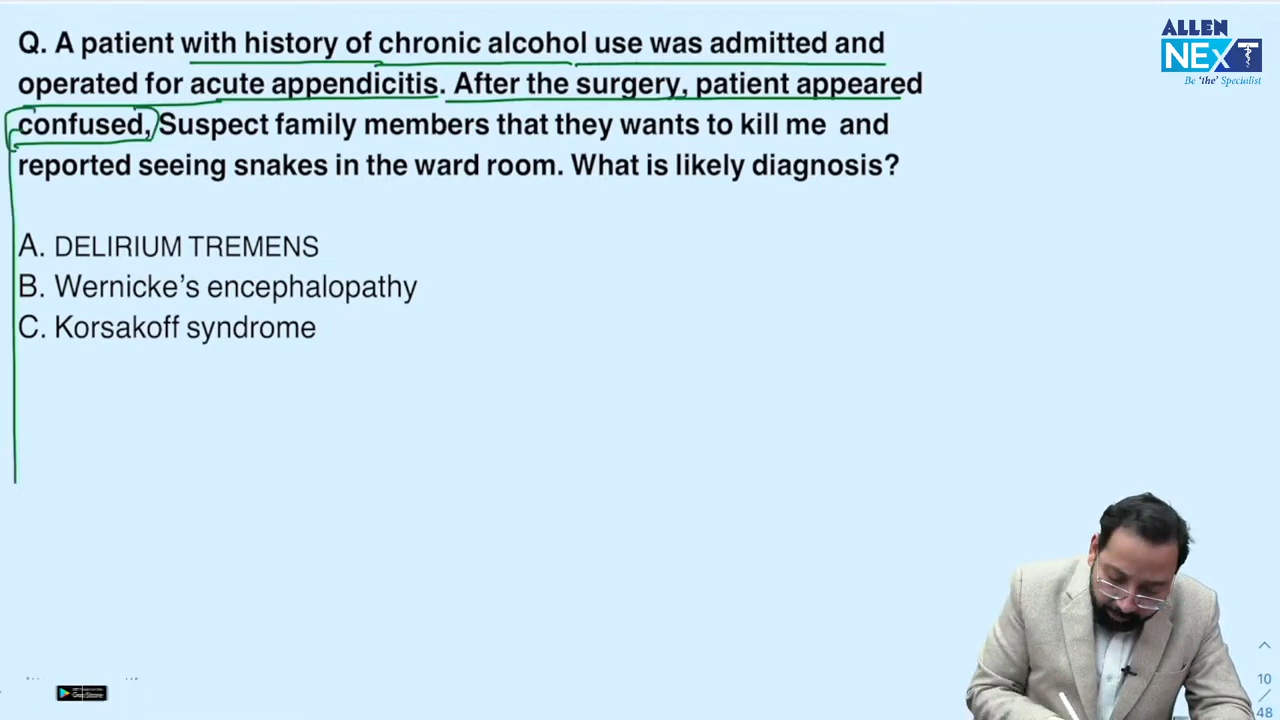 Q. A patient with history of chronic alcohol use was admitted and
operated for acute appendicitis. After the surgery, patient appeared
confused, Suspect family members that they wants to kill me and
reported seeing snakes in the ward room. What is likely diagnosis?
A. DELIRIUM TREMENS
B. Wernicke's encephalopathy
C. Korsakoff syndrome
ALLEN
NEXT
Be 'the' Specialist
10
48